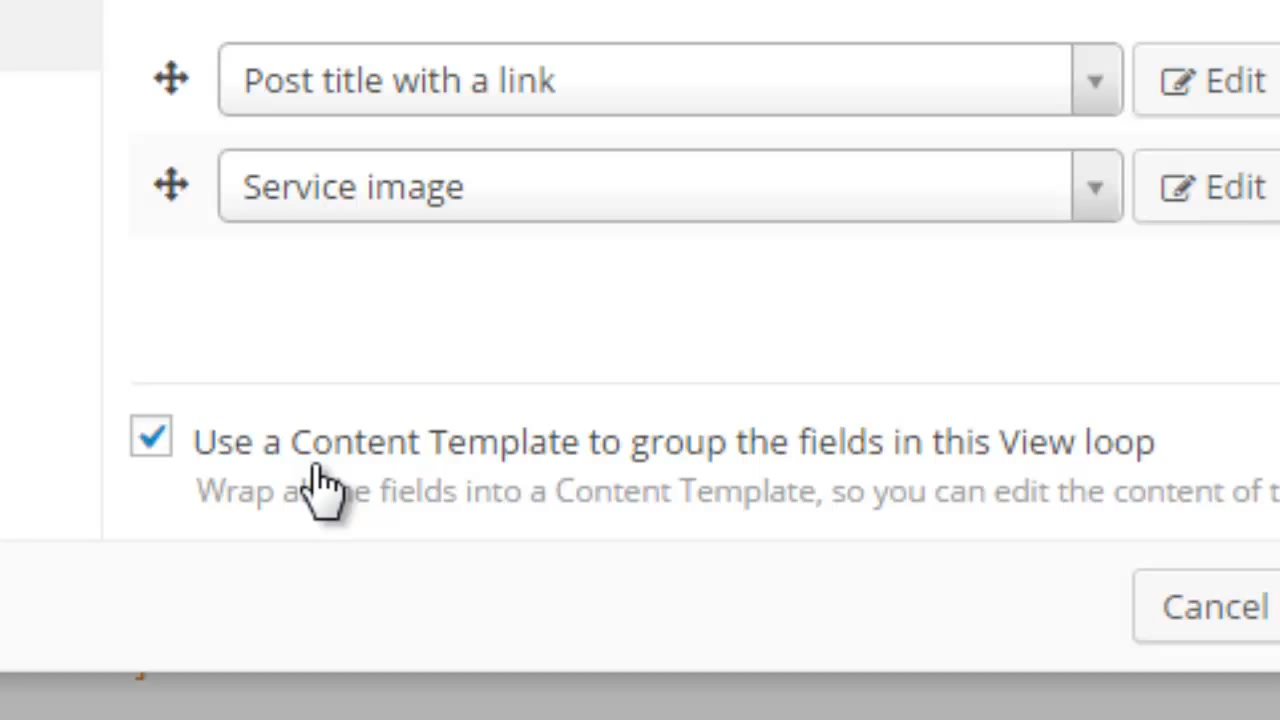 Post title with a link
Edit
Service image
Edit
Use a Content Template to group the fields in this View loop
Wrap fields into a Content Template, so you can edit the content of
Cancel